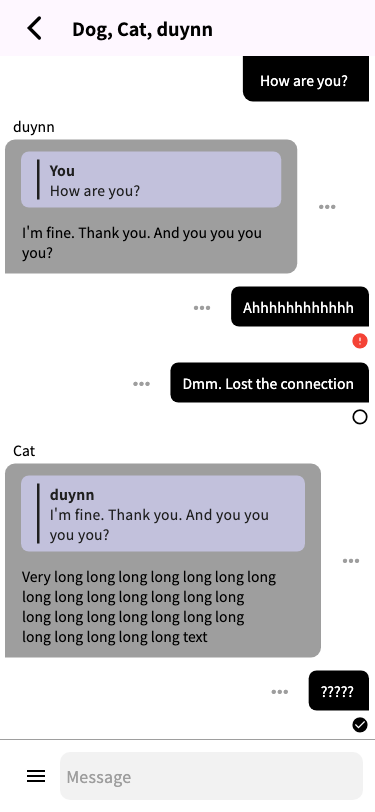 Dog, Cat, duynn
How are you?
duynn
You
How are you?
I'm fine. Thank you. And you you you
you?
Ahhhhhhhhhhhh
Dmm. Lost the connection
Cat
duynn
I'm fine. Thank you. And you you
you you?
Very long long long long long long long
long long long long long long long
long long long long long long long
long long long long long text
?????
Message